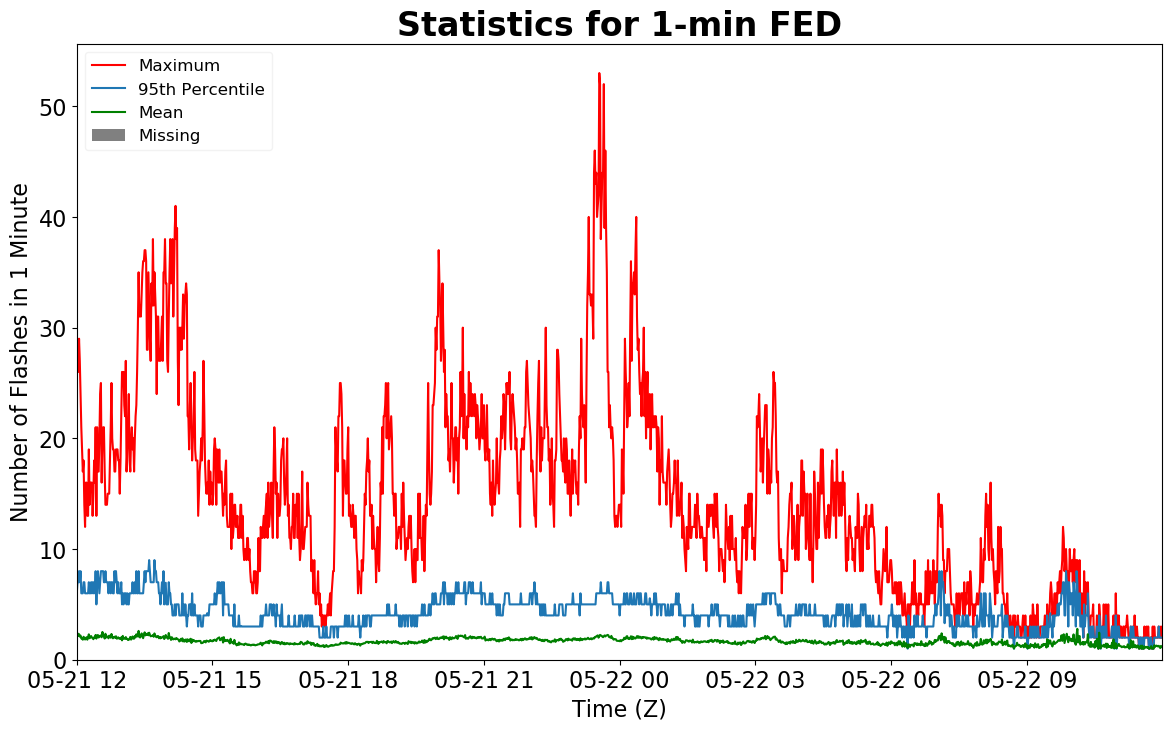 Statistics for 1-min FED
Maximum
95th Percentile
Mean
Missing
Number of Flashes in 1 Minute
50
40
30
20
10
0
05-21 12 05-21 15 05-21 18 05-21 21 05-22 00 05-22 03 05-22 06 05-22 09
Time (Z)